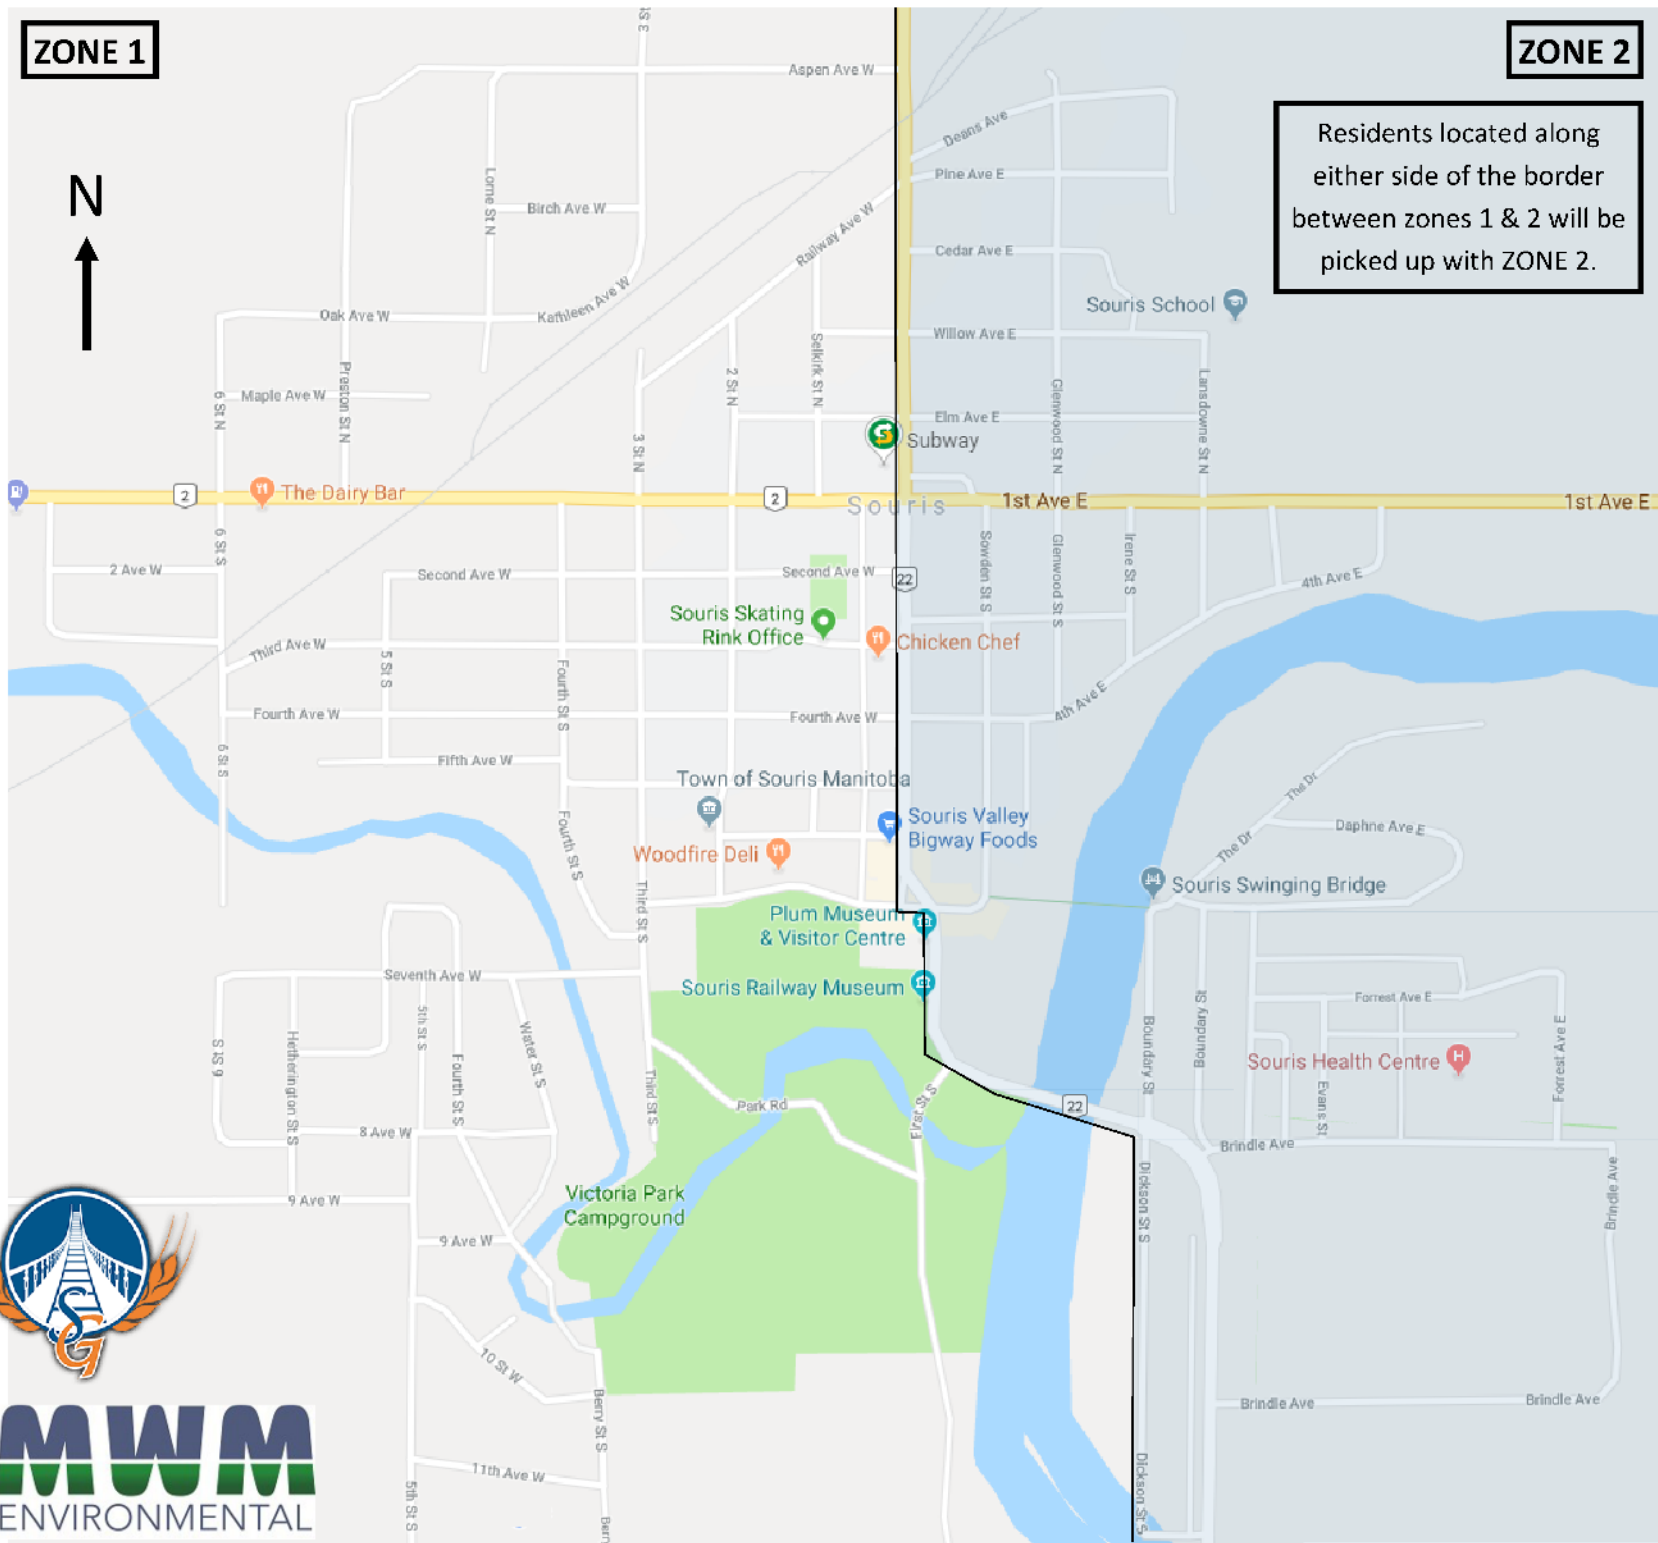 ZONE 1
ZONE 2
Residents located along
either side of the border
between zones 1 & 2 will be
picked up with ZONE 2.
N
St S
Aspen Ave W
Deans Ave
Pine Ave E
Lorne St N
Birch Ave W
Railway Ave W
Cedar Ave E
Souris School
Oak Ave W
Kathleen Ave W
Willow Ave E
Selkirk St N
Preston St N
2 St N
Glenwood St N
Lansdowne St N
6 St N
Maple Ave W
Elm Ave E
Subway
3 St N
2
The Dairy Bar
2
Souris
1st Ave E
1st Ave E
6 St S
2 Ave W
Second Ave W
Second Ave W
22
Sowden St S
Glenwood St S
Irene St S
4th Ave E
Souris Skating
Rink Office
Chicken Chef
Third Ave W
5 St S
Fourth St S
Fourth Ave W
Fourth Ave W
4th Ave E
6 St S
Fifth Ave W
Town of Souris Manitoba
The Dr
Souris Valley
Bigway Foods
Fourth St S
Woodfire Deli
The Dr
Daphne Ave E
Souris Swinging Bridge
Third St S
Plum Museum
& Visitor Centre
Seventh Ave W
Souris Railway Museum
Forrest Ave E
5th St S
Water St S
Boundary St
Boundary St
Forrest Ave E
6 St S
Hetherington St S
Fourth St S
Third St S
Souris Health Centre
H
Park Rd
First St S
22
Evans St
8 Ave W
Brindle Ave
Dickson St S
Brindle Ave
Victoria Park
Campground
9 Ave W
9 Ave W
SG
10 St W
Berry St S
Brindle Ave
Brindle Ave
MWM
ENVIRONMENTAL
11th Ave W
5th St S
Berr
Dickson St S